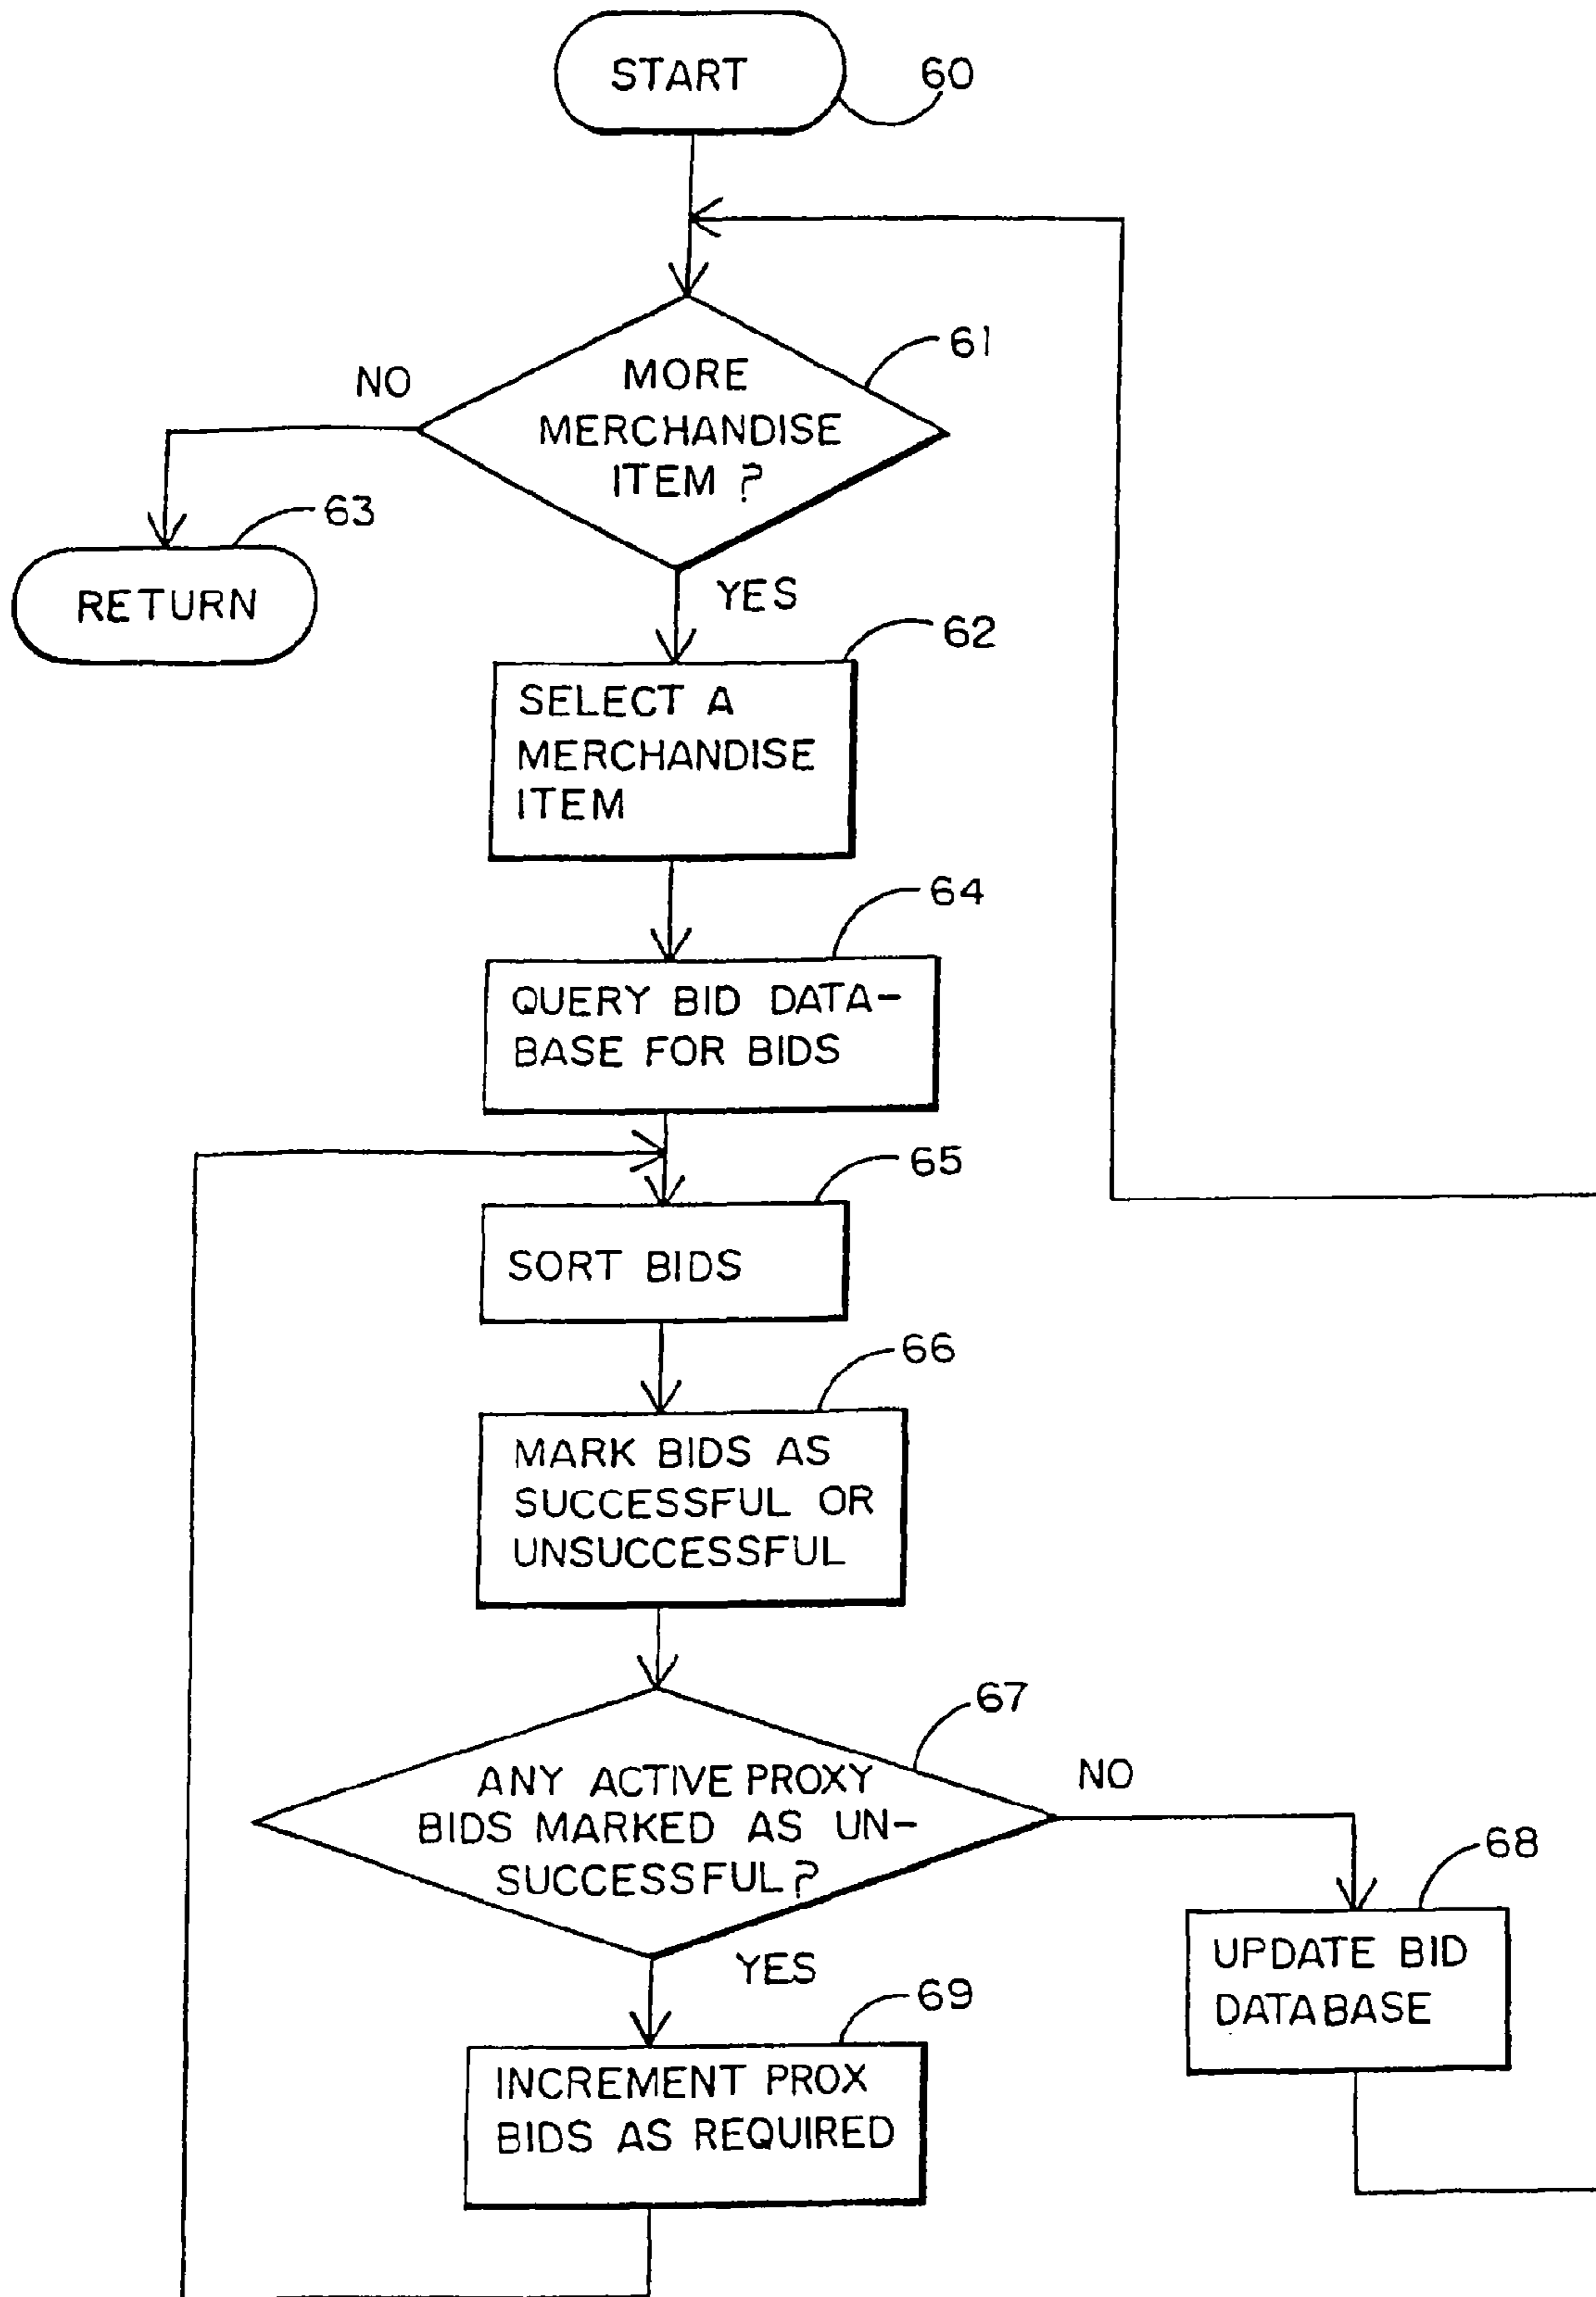 START
60
61
MORE
MERCHANDISE
ITEM ?
NO
63
RETURN
YES
62
SELECT A
MERCHANDISE
ITEM
64
QUERY BID DATA-
BASE FOR BIDS
65
SORT BIDS
66
MARK BIDS AS
SUCCESSFUL OR
UNSUCCESSFUL
67
ANY ACTIVE PROXY
BIDS MARKED AS UN-
SUCCESSFUL?
NO
68
UPDATE BID
DATABASE
YES
69
INCREMENT PROX
BIDS AS REQUIRED